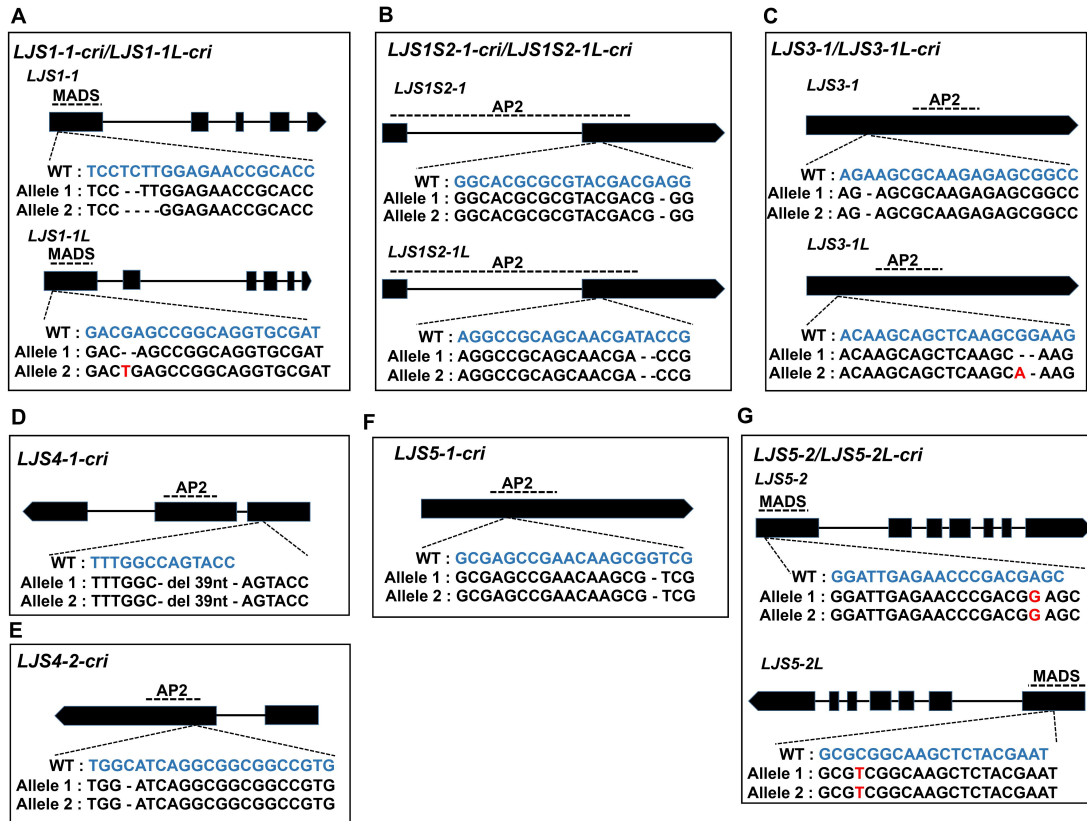 A
LJS1-1-cri/LJS1-1L-cri
LJS1-1
MADS
WT : TCCTCTTGGAGAACCGCACC
Allele 1 : TCC - -TTGGAGAACCGCACC
Allele 2 : TCC - - - -GGAGAACCGCACC
LJS1-1L
MADS
WT : GACGAGCCGGCAGGTGCGAT
Allele 1 : GAC- -AGCCGGCAGGTGCGAT
Allele 2 : GACTGAGCCGGCAGGTGCGAT
B
LJS1S2-1-cri/LJS1S2-1L-cri
LJS1S2-1
AP2
WT : GGCACGCGCGTACGACGAGG
Allele 1 : GGCACGCGCGTACGACG - GG
Allele 2 : GGCACGCGCGTACGACG - GG
LJS1S2-1L
AP2
WT : AGGCCGCAGCAACGATACCG
Allele 1 : AGGCCGCAGCAACGA - -CCG
Allele 2 : AGGCCGCAGCAACGA - -CCG
C
LJS3-1/LJS3-1L-cri
LJS3-1
AP2
WT : AGAAGCGCAAGAGAGCGGCC
Allele 1 : AG- AGCGCAAGAGAGCGGCC
Allele 2 : AG- AGCGCAAGAGAGCGGCC
LJS3-1L
AP2
WT : ACAAGCAGCTCAAGCGGAAG
Allele 1 : ACAAGCAGCTCAAGC - -AAG
Allele 2 : ACAAGCAGCTCAAGCA -AAG
D
LJS4-1-cri
AP2
WT : TTTGGCCAGTACC
Allele 1 : TTTGGC- del 39nt - AGTACC
Allele 2 : TTTGGC- del 39nt - AGTACC
E
LJS4-2-cri
AP2
WT : TGGCATCAGGCGGCGGCCGTG
Allele 1 : TGG - ATCAGGCGGCGGCCGTG
Allele 2 : TGG - ATCAGGCGGCGGCCGTG
F
LJS5-1-cri
AP2
WT : GCGAGCCGAACAAGCGGTCG
Allele 1 : GCGAGCCGAACAAGCG - TCG
Allele 2 : GCGAGCCGAACAAGCG - TCG
G
LJS5-2/LJS5-2L-cri
LJS5-2
MADS
WT : GGATTGAGAACCCGACGAGC
Allele 1 : GGATTGAGAACCCGACGG AGC
Allele 2 : GGATTGAGAACCCGACGG AGC
LJS5-2L
MADS
WT : GCGCGGCAAGCTCTACGAAT
Allele 1 : GCGTCGGCAAGCTCTACGAAT
Allele 2 : GCGTCGGCAAGCTCTACGAAT